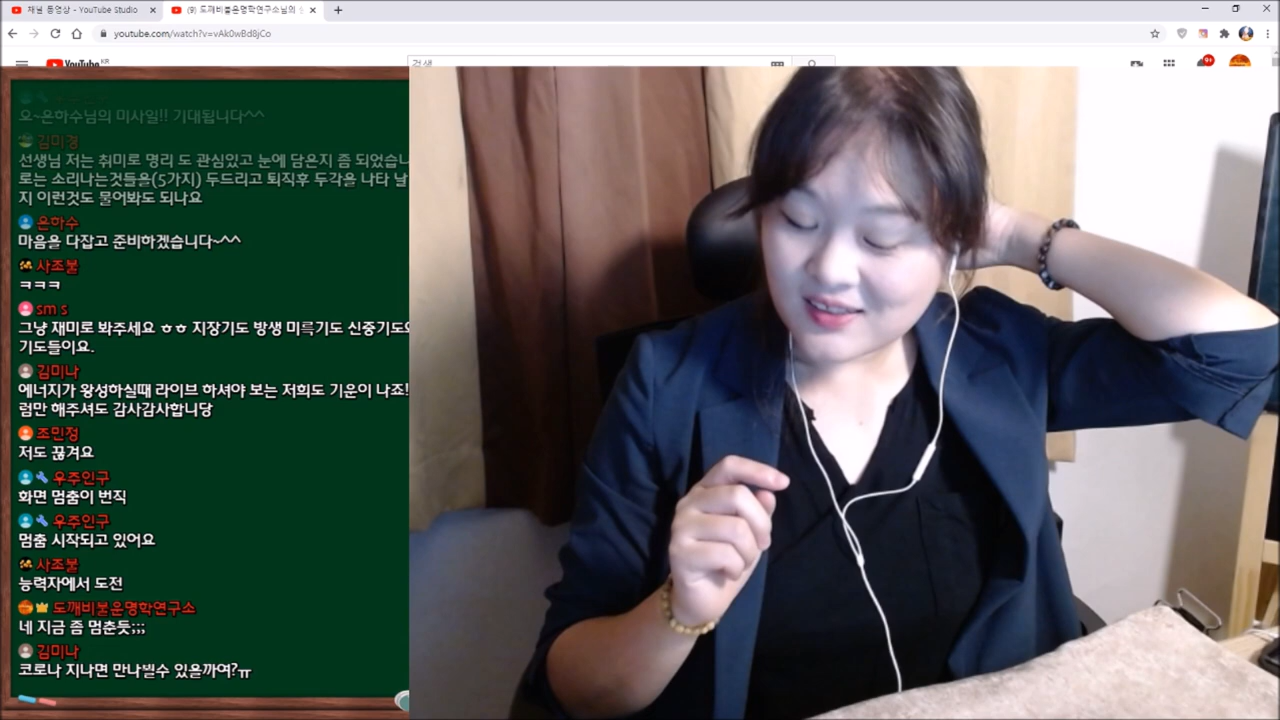 채널 동영상 - YouTube Studio
(9) 도깨비불운명학연구소님의 실
youtube.com/watch?v=vAk0wBd8jCo
YouTube KR
검색
9+
오~은하수님의 미사일!! 기대됩니다^^
김미경
선생님 저는 취미로 명리 도 관심있고 눈에 담은지 좀 되었습니
로는 소리나는것들을(5가지) 두드리고 퇴직후 두각을 나타 날
지 이런것도 물어봐도 되나요
은하수
마음을 다잡고 준비하겠습니다~^^
사조불
ㅋㅋㅋ
sm s
그냥 재미로 봐주세요 ㅎㅎ 지장기도 방생 미륵기도 신중기도와
기도들이요.
김미나
에너지가 왕성하실때 라이브 하셔야 보는 저희도 기운이 나죠!
럼만 해주셔도 감사감사합니당
조민정
저도 끊겨요
우주인구
화면 멈춤이 번직
우주인구
멈춤 시작되고 있어요
사조불
능력자에서 도전
도깨비불운명학연구소
네 지금 좀 멈춘듯;;;
김미나
코로나 지나면 만나뵐수 있을까여?ㅠ